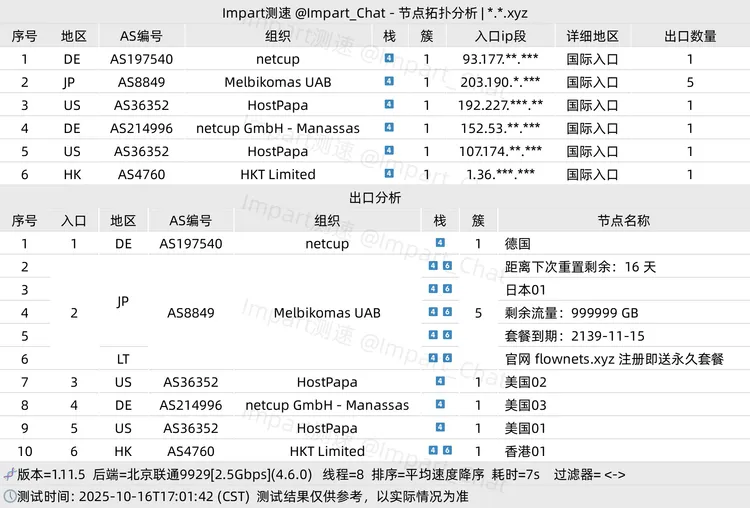 Impart测速 @Impart_Chat - 节点拓扑分析 | *.*.xyz
序号 地区 AS编号 组织 栈 簇 入口ip段 详细地区 出口数量
1 DE AS197540 netcup 4 1 93.177.**.*** 国际入口 1
2 JP AS8849 Melbikomas UAB 4 1 203.190.*.*** 国际入口 5
3 US AS36352 HostPapa 4 1 192.227.***.** 国际入口 1
4 DE AS214996 netcup GmbH - Manassas 4 1 152.53.**.*** 国际入口 1
5 US AS36352 HostPapa 4 1 107.174.**.*** 国际入口 1
6 HK AS4760 HKT Limited 4 1 1.36.***.*** 国际入口 1
出口分析
序号 入口 地区 AS编号 组织 栈 簇 节点名称
1 1 DE AS197540 netcup 4 1 德国
2 4 6 距离下次重置剩余：16 天
3 JP 4 6 日本01
4 2 AS8849 Melbikomas UAB 4 6 5 剩余流量：999999 GB
5 4 6 套餐到期：2139-11-15
6 LT 4 6 官网 flownets.xyz 注册即送永久套餐
7 3 US AS36352 HostPapa 4 1 美国02
8 4 DE AS214996 netcup GmbH - Manassas 4 1 美国03
9 5 US AS36352 HostPapa 4 1 美国01
10 6 HK AS4760 HKT Limited 4 6 1 香港01
版本=1.11.5 后端=北京联通9929[2.5Gbps](4.6.0) 线程=8 排序=平均速度降序 耗时=7s 过滤器= <->
测试时间: 2025-10-16T17:01:42 (CST) 测试结果仅供参考，以实际情况为准